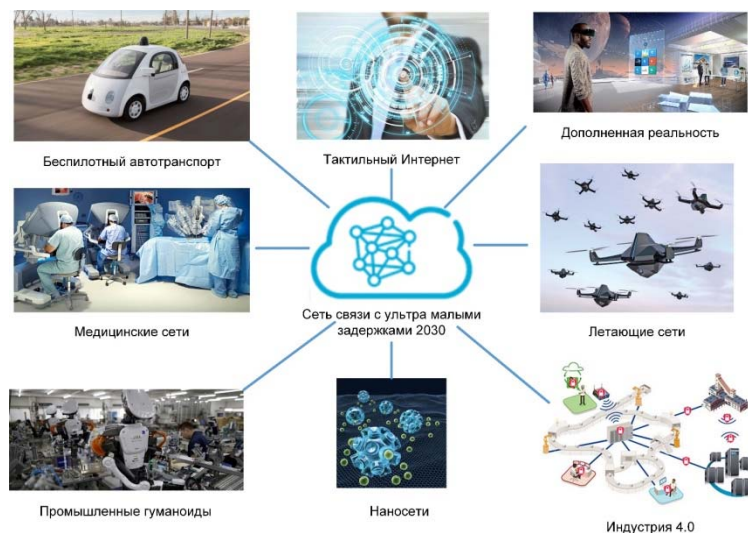 Беспилотный автотранспорт
Тактильный Интернет
Дополненная реальность
Медицинские сети
Сеть связи с ультра малыми
задержками 2030
Летающие сети
Промышленные гуманоиды
Наносети
Индустрия 4.0